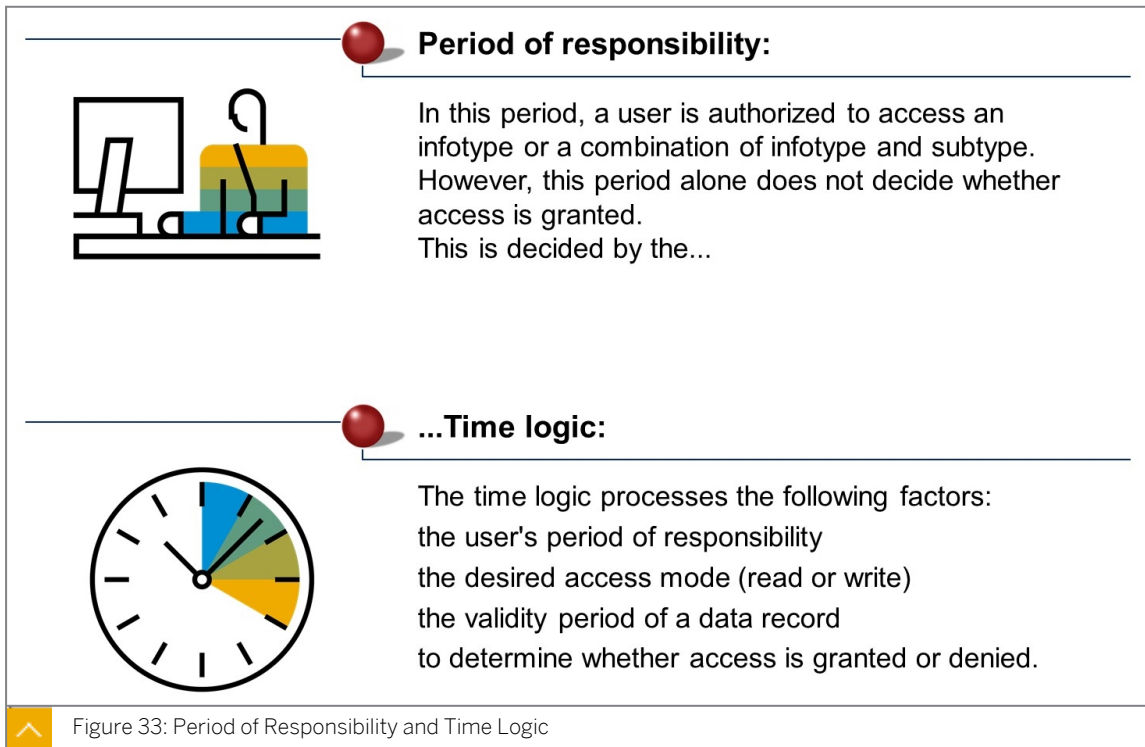 Period of responsibility:
In this period, a user is authorized to access an
infotype or a combination of infotype and subtype.
However, this period alone does not decide whether
access is granted.
This is decided by the...
...Time logic:
The time logic processes the following factors:
the user's period of responsibility
the desired access mode (read or write)
the validity period of a data record
to determine whether access is granted or denied.
Figure 33: Period of Responsibility and Time Logic